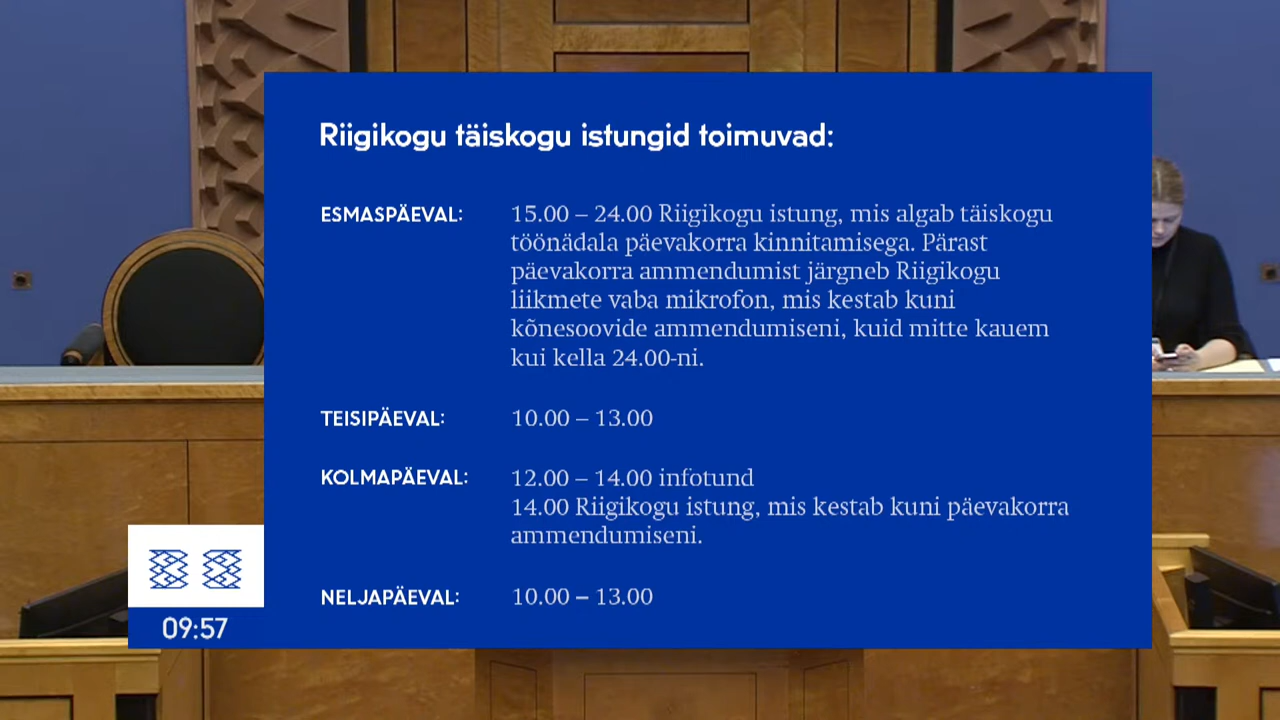 Riigikogu täiskogu istungid toimuvad:
ESMASPÄEVAL:
15.00 – 24.00 Riigikogu istung, mis algab täiskogu
töönädala päevakorra kinnitamisega. Pärast
päevakorra ammendumist järgneb Riigikogu
liikmete vaba mikrofon, mis kestab kuni
kõnesoovide ammendumiseni, kuid mitte kauem
kui kella 24.00-ni.
TEISIPÄEVAL:
10.00 – 13.00
KOLMAPÄEVAL:
12.00 – 14.00 infotund
14.00 Riigikogu istung, mis kestab kuni päevakorra
ammendumiseni.
NELJAPÄEVAL:
10.00 – 13.00
09:57